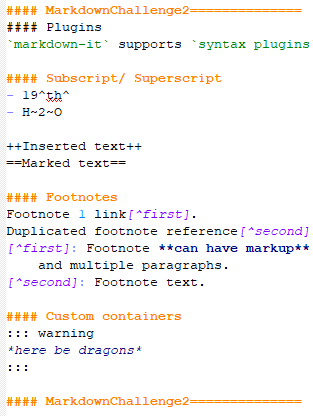 #### MarkdownChallenge2==============
#### Plugins
`markdown-it` supports `syntax plugins
#### Subscript/ Superscript
- 19^th^
- H~2~O
++Inserted text++
==Marked text==
#### Footnotes
Footnote 1 link[^first].
Duplicated footnote reference[^second]
[^first]: Footnote **can have markup**
and multiple paragraphs.
[^second]: Footnote text.
#### Custom containers
::: warning
*here be dragons*
:::
#### MarkdownChallenge2==============